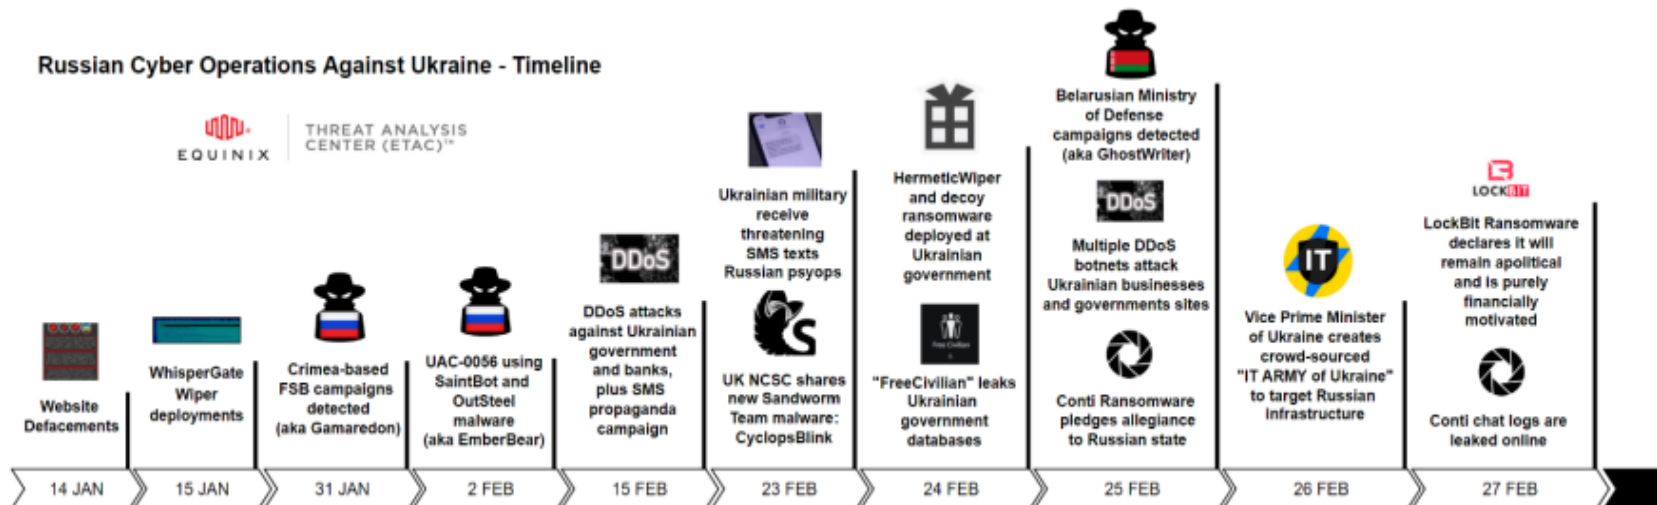 Russian Cyber Operations Against Ukraine - Timeline
EQUINIX
THREAT ANALYSIS
CENTER (ETAC)™
Website
Defacements
14 JAN
WhisperGate
Wiper
deployments
15 JAN
Crimea-based
FSB campaigns
detected
(aka Gamaredon)
31 JAN
UAC-0056 using
SaintBot and
OutSteel
malware
(aka EmberBear)
2 FEB
DDoS
DDoS attacks
against Ukrainian
government
and banks,
plus SMS
propaganda
campaign
15 FEB
Ukrainian military
receive
threatening
SMS texts
Russian psyops
S
UK NCSC shares
new Sandworm
Team malware:
CyclopsBlink
23 FEB
HermeticWiper
and decoy
ransomware
deployed at
Ukrainian
government
Free Civilian
"FreeCivilian" leaks
Ukrainian
government
databases
24 FEB
Belarusian Ministry
of Defense
campaigns detected
(aka GhostWriter)
DDoS
Multiple DDoS
botnets attack
Ukrainian businesses
and governments sites
Conti Ransomware
pledges allegiance
to Russian state
25 FEB
IT
Vice Prime Minister
of Ukraine creates
crowd-sourced
"IT ARMY of Ukraine"
to target Russian
infrastructure
26 FEB
LOCKBIT
LockBit Ransomware
declares it will
remain apolitical
and is purely
financially
motivated
Conti chat logs are
leaked online
27 FEB